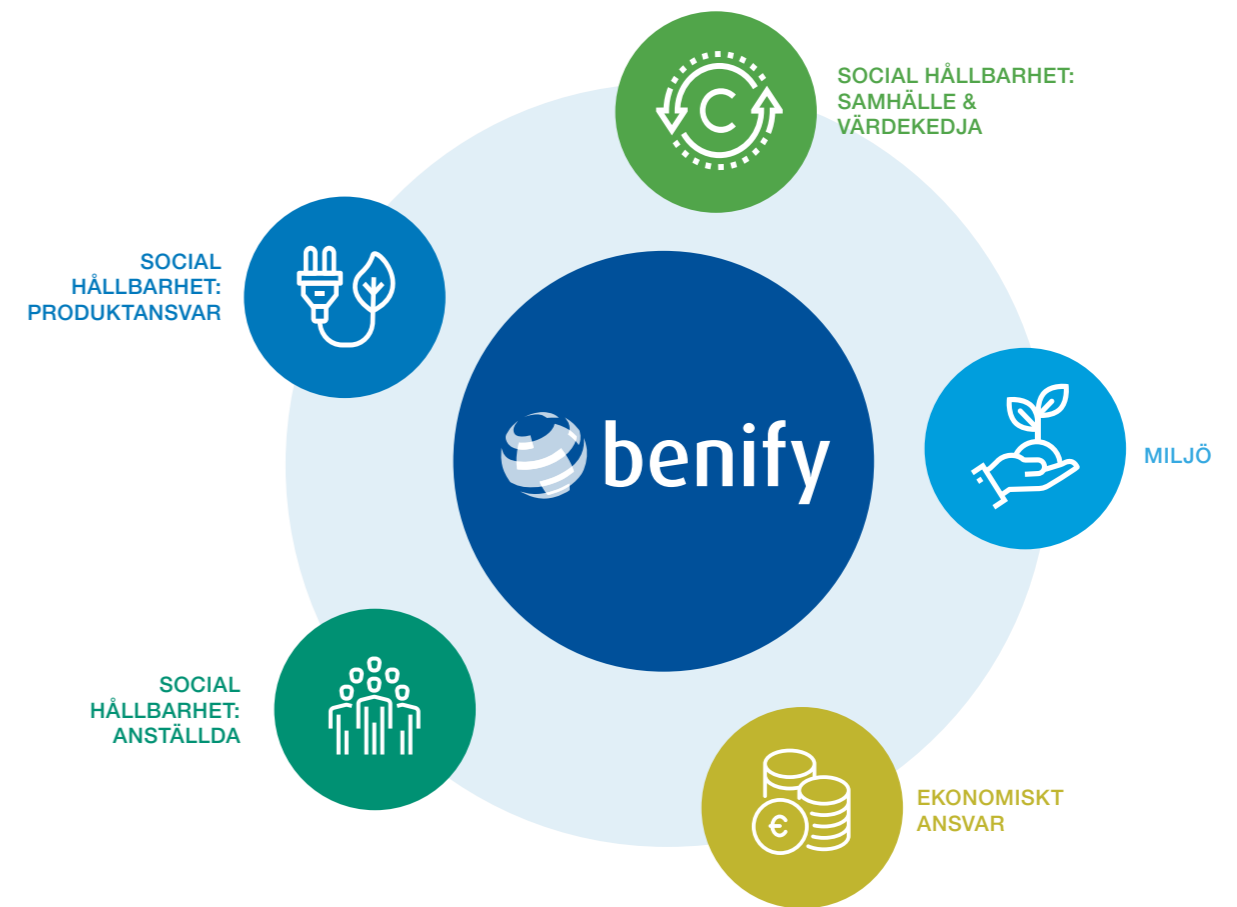 SOCIAL HÅLLBARHET:
SAMHÄLLE &
VÄRDEKEDJA
SOCIAL
HÅLLBARHET:
PRODUKTANSVAR
benify
MILJÖ
SOCIAL
HÅLLBARHET:
ANSTÄLLDA
EKONOMISKT
ANSVAR
C
€